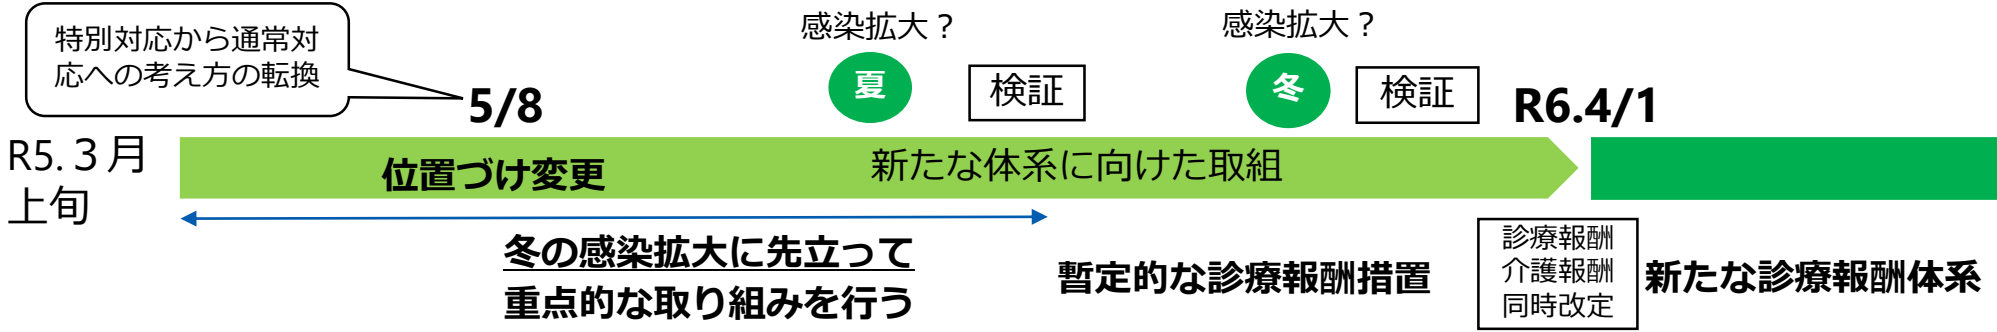 特別対応から通常対
応への考え方の転換
5/8
感染拡大？
夏
検証
感染拡大？
冬
検証
R6.4/1
R5.３月
上旬
位置づけ変更
新たな体系に向けた取組
冬の感染拡大に先立って
重点的な取り組みを行う
暫定的な診療報酬措置
診療報酬
介護報酬
同時改定
新たな診療報酬体系